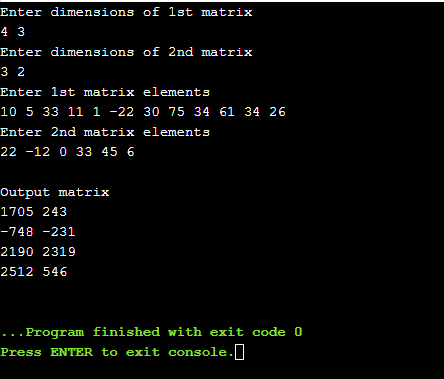 Enter dimensions of 1st matrix
4 3
Enter dimensions of 2nd matrix
3 2
Enter 1st matrix elements
10 5 33 11 1 -22 30 75 34 61 34 26
Enter 2nd matrix elements
22 -12 0 33 45 6
Output matrix
1705 243
-748 -231
2190 2319
2512 546
...Program finished with exit code 0
Press ENTER to exit console.